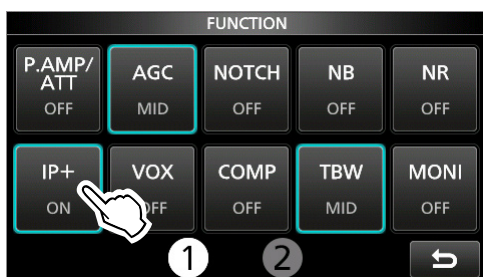 FUNCTION
P.AMP/ATT AGC NOTCH NB NR
OFF MID OFF OFF OFF
IP+ VOX COMP TBW MONI
ON OFF OFF MID OFF
1 2